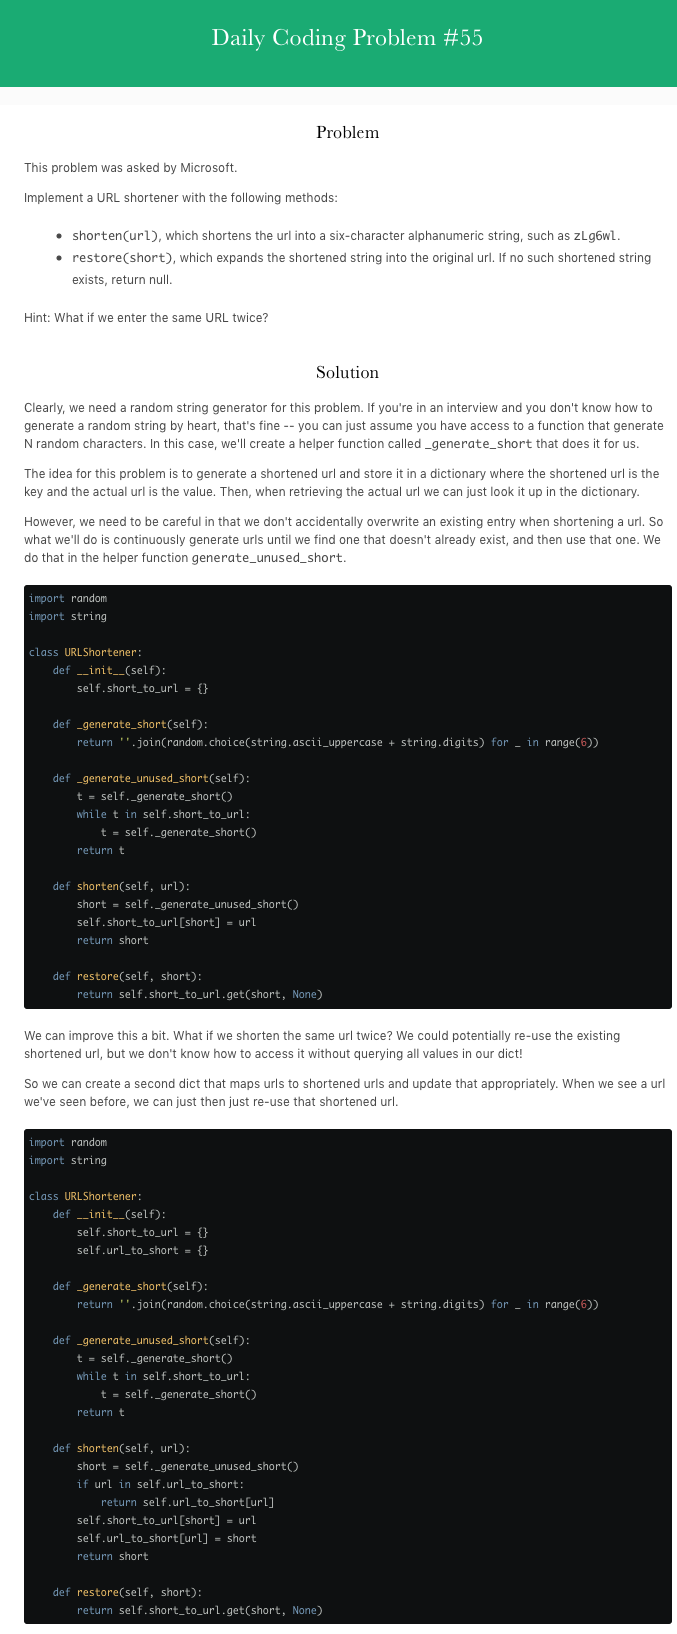 Daily Coding Problem #55
Problem
This problem was asked by Microsoft.
Implement a URL shortener with the following methods:
• shorten(url), which shortens the url into a six-character alphanumeric string, such as zLg6wl.
• restore(short), which expands the shortened string into the original url. If no such shortened string
exists, return null.
Hint: What if we enter the same URL twice?
Solution
Clearly, we need a random string generator for this problem. If you're in an interview and you don't know how to
generate a random string by heart, that's fine -- you can just assume you have access to a function that generate
N random characters. In this case, we'll create a helper function called _generate_short that does it for us.
The idea for this problem is to generate a shortened url and store it in a dictionary where the shortened url is the
key and the actual url is the value. Then, when retrieving the actual url we can just look it up in the dictionary.
However, we need to be careful in that we don't accidentally overwrite an existing entry when shortening a url. So
what we'll do is continuously generate urls until we find one that doesn't already exist, and then use that one. We
do that in the helper function generate_unused_short.
import random
import string
class URLShortener:
    def __init__(self):
        self.short_to_url = {}
    def _generate_short(self):
        return ''.join(random.choice(string.ascii_uppercase + string.digits) for _ in range(6))
    def _generate_unused_short(self):
        t = self._generate_short()
        while t in self.short_to_url:
            t = self._generate_short()
        return t
    def shorten(self, url):
        short = self._generate_unused_short()
        self.short_to_url[short] = url
        return short
    def restore(self, short):
        return self.short_to_url.get(short, None)
We can improve this a bit. What if we shorten the same url twice? We could potentially re-use the existing
shortened url, but we don't know how to access it without querying all values in our dict!
So we can create a second dict that maps urls to shortened urls and update that appropriately. When we see a url
we've seen before, we can just then just re-use that shortened url.
import random
import string
class URLShortener:
    def __init__(self):
        self.short_to_url = {}
        self.url_to_short = {}
    def _generate_short(self):
        return ''.join(random.choice(string.ascii_uppercase + string.digits) for _ in range(6))
    def _generate_unused_short(self):
        t = self._generate_short()
        while t in self.short_to_url:
            t = self._generate_short()
        return t
    def shorten(self, url):
        short = self._generate_unused_short()
        if url in self.url_to_short:
            return self.url_to_short[url]
        self.short_to_url[short] = url
        self.url_to_short[url] = short
        return short
    def restore(self, short):
        return self.short_to_url.get(short, None)